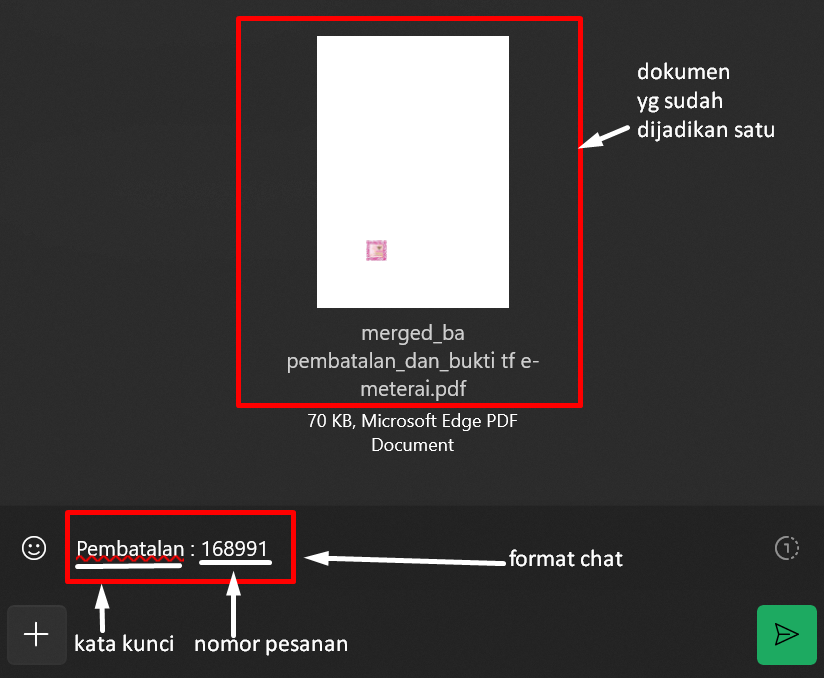 dokumen
yg sudah
dijadikan satu
merged_ba
pembatalan_dan_bukti tf e-
meterai.pdf
70 KB, Microsoft Edge PDF
Document
Pembatalan : 168991
format chat
kata kunci
nomor pesanan